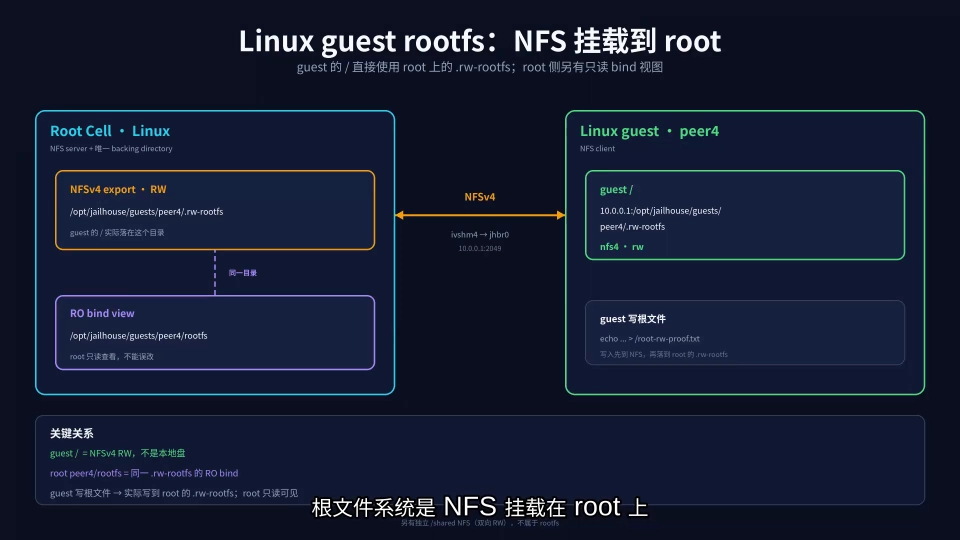 Linux guest rootfs：NFS 挂载到 root
guest 的 / 直接使用 root 上的 .rw-rootfs；root 侧另有只读 bind 视图
Root Cell · Linux
NFS server + 唯一 backing directory
NFSv4 export · RW
/opt/jailhouse/guests/peer4/.rw-rootfs
guest 的 / 实际落在这个目录
同一目录
RO bind view
/opt/jailhouse/guests/peer4/rootfs
root 只读查看，不能误改
NFSv4
ivshm4 → jhbr0
10.0.0.1:2049
Linux guest · peer4
NFS client
guest /
10.0.0.1:/opt/jailhouse/guests/
peer4/.rw-rootfs
nfs4 · rw
guest 写根文件
echo ... > /root-rw-proof.txt
写入先到 NFS，再落到 root 的 .rw-rootfs
关键关系
guest / = NFSv4 RW，不是本地盘
root peer4/rootfs = 同一 .rw-rootfs 的 RO bind
guest 写根文件 → 实际写到 root 的 .rw-rootfs；root 只读可见
根文件系统是 NFS 挂载在 root 上
另有独立 /shared NFS（双向 RW），不属于 rootfs